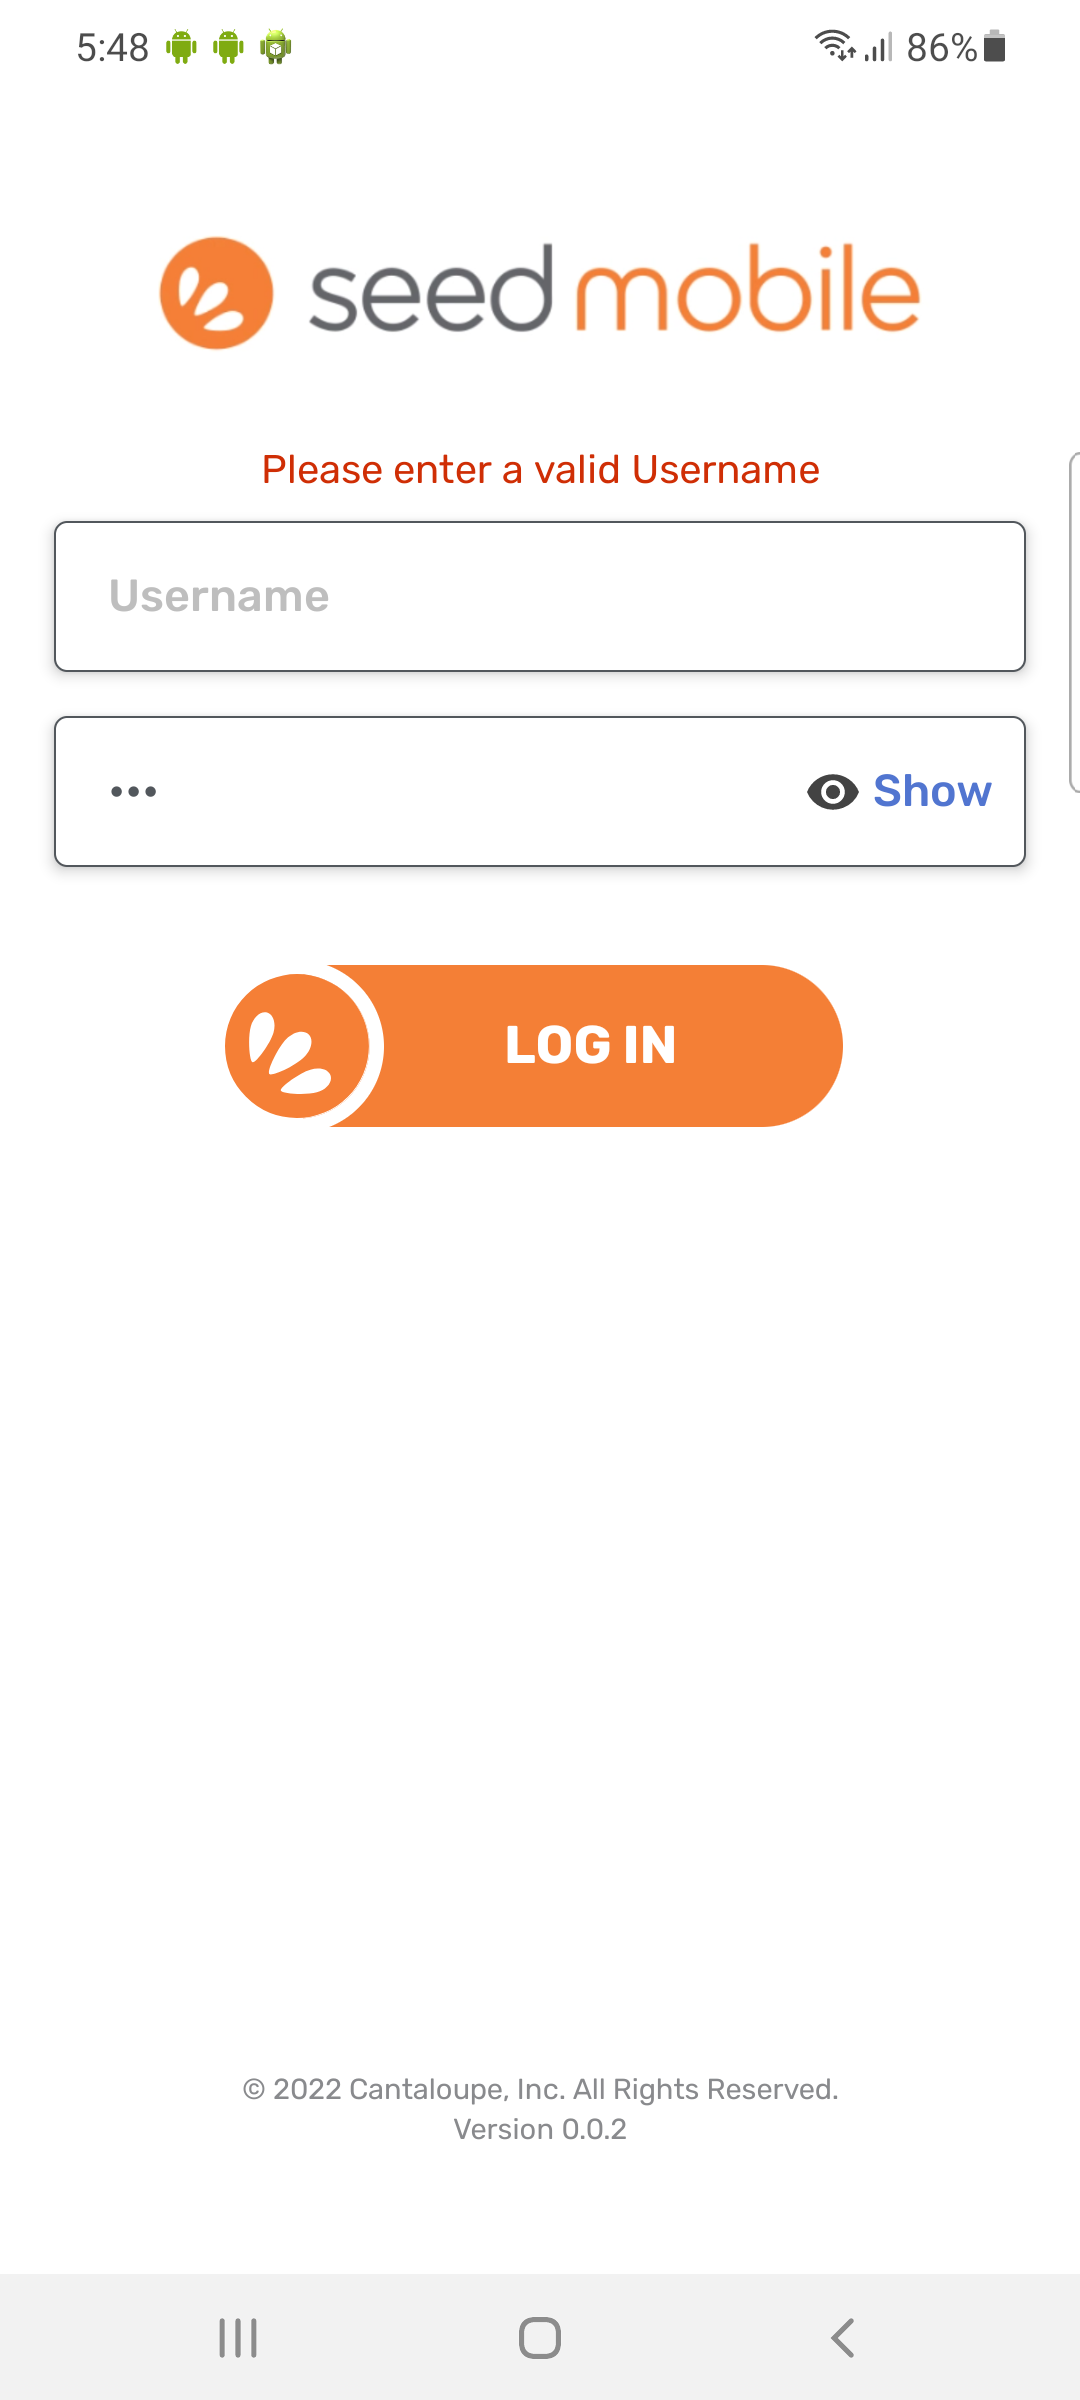 5:48
86%
seed mobile
Please enter a valid Username
Username
•••
Show
LOG IN
© 2022 Cantaloupe, Inc. All Rights Reserved.
Version 0.0.2